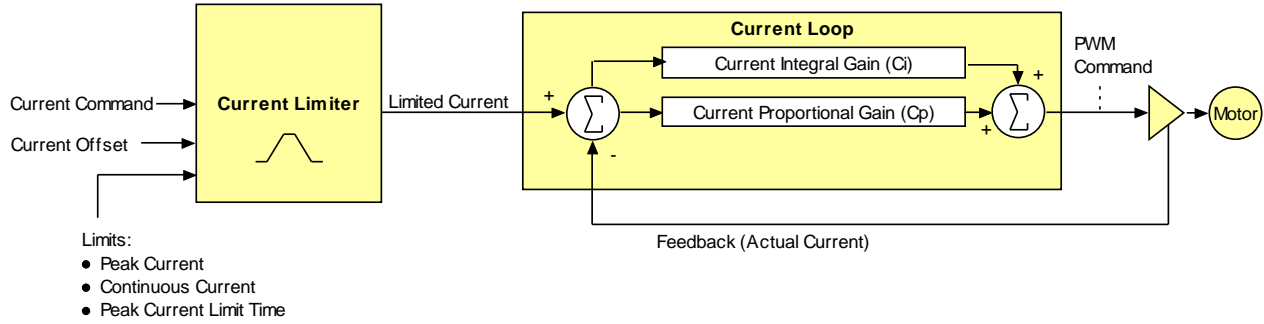 Current Loop
Current Integral Gain (Ci)
+
PWM
Command
Current Command
Current Limiter
Limited Current
+
Σ
Current Proportional Gain (Cp)
+
Σ
Motor
Current Offset
-
Feedback (Actual Current)
Limits:
● Peak Current
● Continuous Current
● Peak Current Limit Time